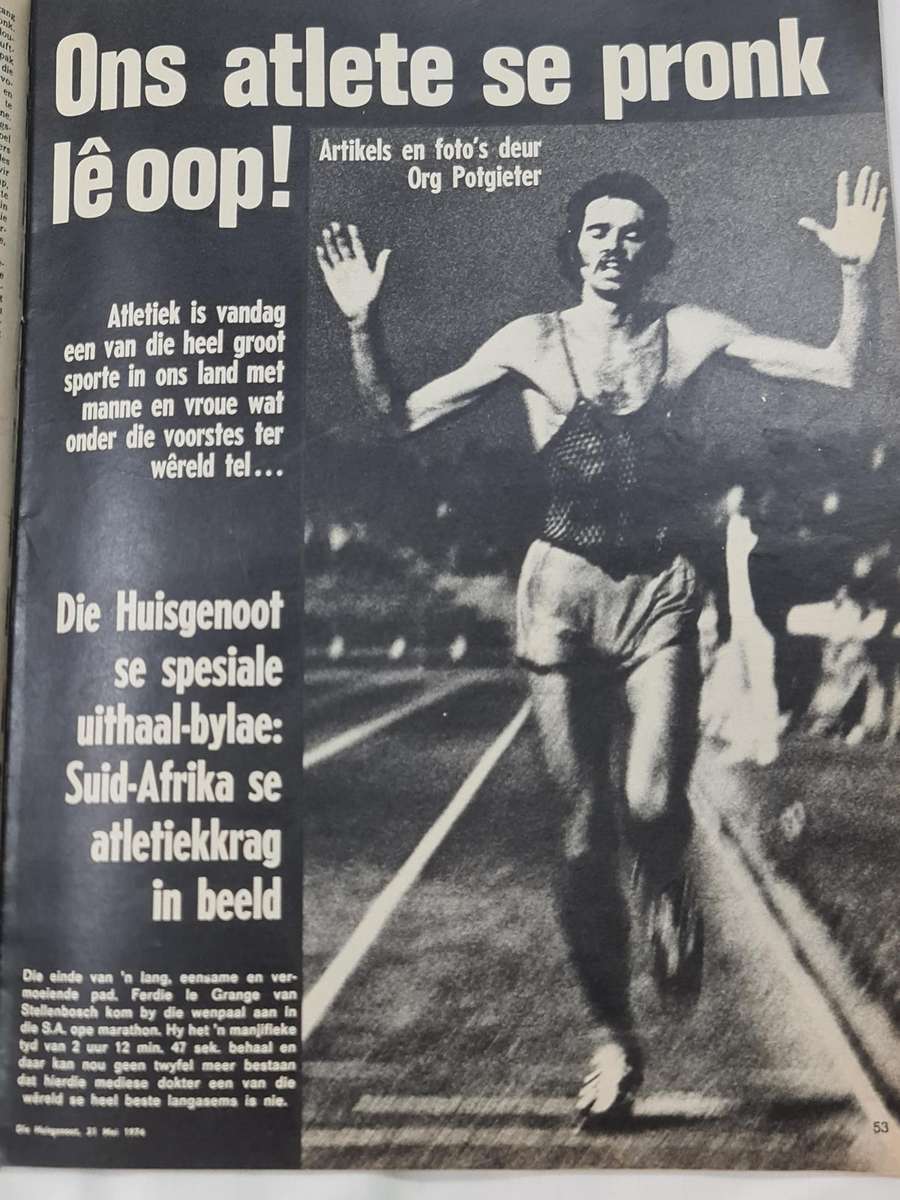 Ons atlete se pronk
lê oop!
Artikels en foto's deur
Org Potgieter
Atletiek is vandag
een van die heel groot
sporte in ons land met
manne en vroue wat
onder die voorstes ter
wêreld tel...
Die Huisgenoot
se spesiale
uithaal-bylae:
Suid-Afrika se
atletiekkrag
in beeld
Die einde van 'n lang, eensame en ver-
moeiende pad. Ferdie le Grange van
Stellenbosch kom by die wenpaal aan in
die S.A. ope marathon. Hy het 'n manjifieke
tyd van 2 uur 12 min. 47 sek. behaal en
daar kan nou geen twyfel meer bestaan
dat hierdie mediese dokter een van die
wêreld se heel beste langasems is nie.
Die Huisgenoot, 31 Mei 1974
53